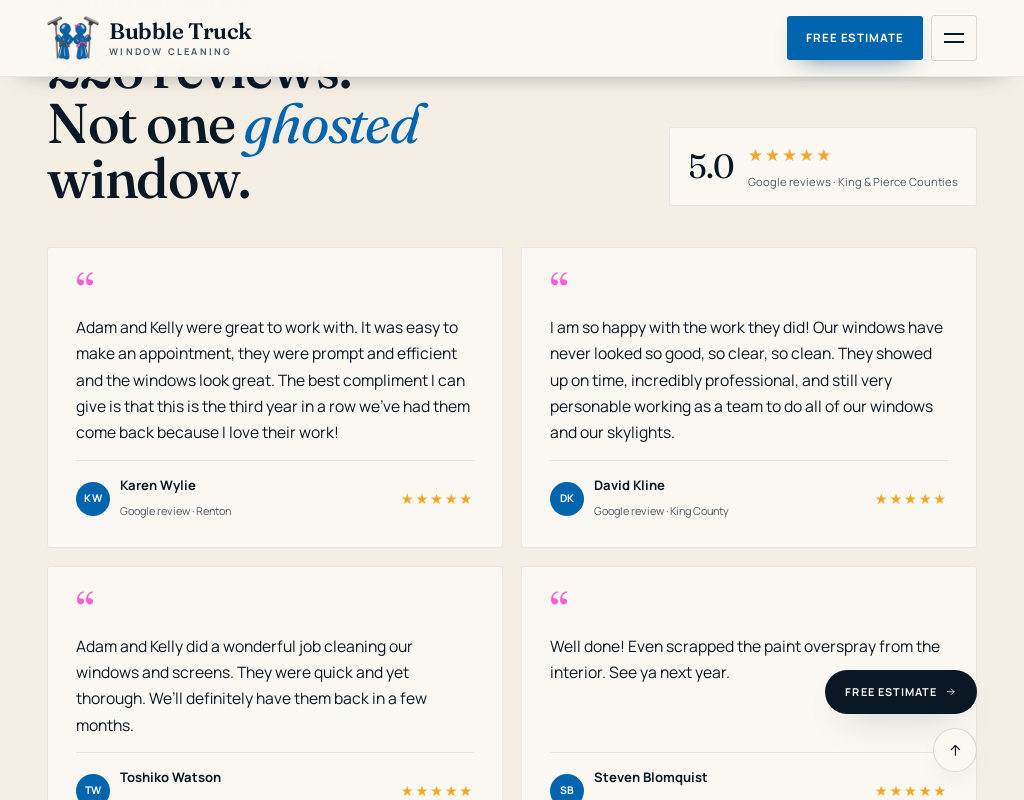 Bubble Truck
WINDOW CLEANING
FREE ESTIMATE
226 reviews.
Not one ghosted
window.
5.0
★★★★★
Google reviews · King & Pierce Counties
“
Adam and Kelly were great to work with. It was easy to
make an appointment, they were prompt and efficient
and the windows look great. The best compliment I can
give is that this is the third year in a row we’ve had them
come back because I love their work!
KW
Karen Wylie
Google review · Renton
★★★★★
“
I am so happy with the work they did! Our windows have
never looked so good, so clear, so clean. They showed
up on time, incredibly professional, and still very
personable working as a team to do all of our windows
and our skylights.
DK
David Kline
Google review · King County
★★★★★
“
Adam and Kelly did a wonderful job cleaning our
windows and screens. They were quick and yet
thorough. We’ll definitely have them back in a few
months.
TW
Toshiko Watson
★★★★★
“
Well done! Even scrapped the paint overspray from the
interior. See ya next year.
SB
Steven Blomquist
★★★★★
FREE ESTIMATE →
↑